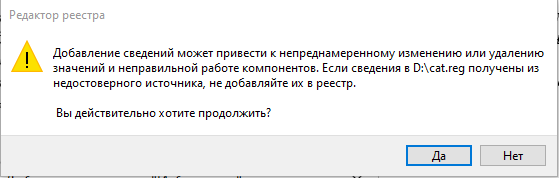 Редактор реестра
Добавление сведений может привести к непреднамеренному изменению или удалению
значений и неправильной работе компонентов. Если сведения в D:\cat.reg получены из
недостоверного источника, не добавляйте их в реестр.
Вы действительно хотите продолжить?
Да Нет